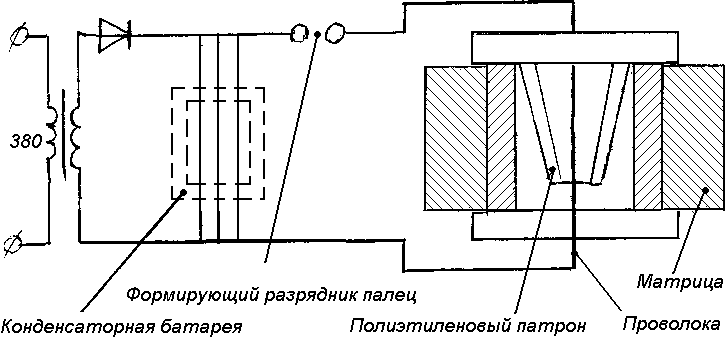 380
Матрица
Формирующий разрядник палец
Конденсаторная батарея
Полиэтиленовый патрон
Проволока